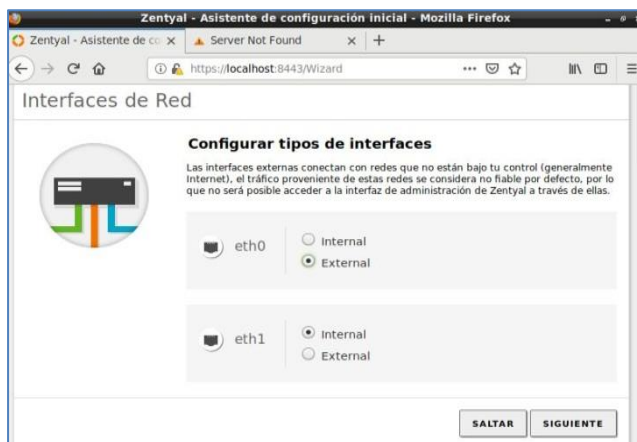 Zentyal - Asistente de configuración inicial - Mozilla Firefox
Zentyal - Asistente de co
Server Not Found
https://localhost:8443/Wizard
Interfaces de Red
Configurar tipos de interfaces
Las interfaces externas conectan con redes que no están bajo tu control (generalmente
Internet), el tráfico proveniente de estas redes se considera no fiable por defecto, por lo
que no será posible acceder a la interfaz de administración de Zentyal a través de ellas.
eth0
Internal
External
eth1
Internal
External
SALTAR
SIGUIENTE